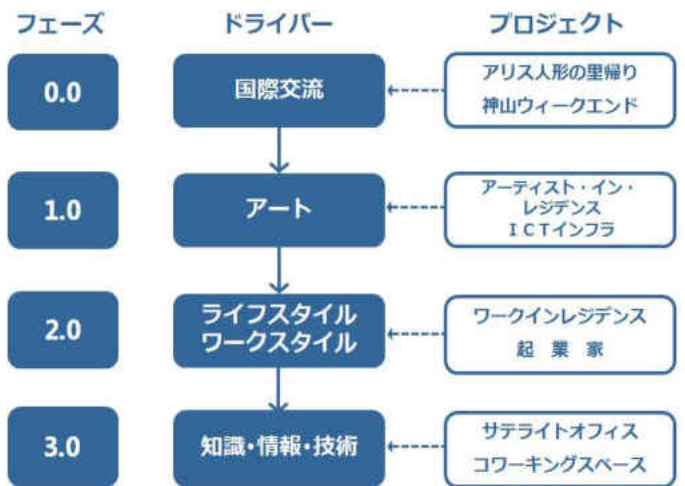 フェーズ
ドライバー
プロジェクト
0.0
国際交流
アリス人形の里帰り
神山ウィークエンド
1.0
アート
アーティスト・イン・
レジデンス
ＩＣＴインフラ
2.0
ライフスタイル
ワークスタイル
ワークインレジデンス
起 業 家
3.0
知識・情報・技術
サテライトオフィス
コワーキングスペース